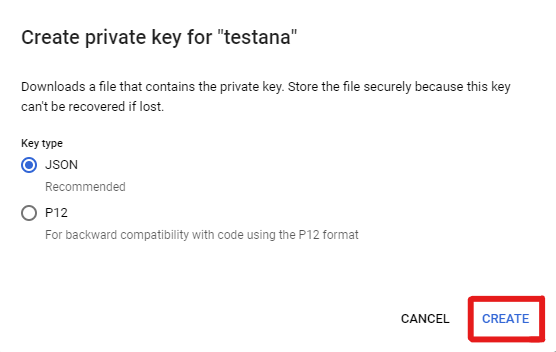 Create private key for "testana"
Downloads a file that contains the private key. Store the file securely because this key
can't be recovered if lost.
Key type
JSON
Recommended
P12
For backward compatibility with code using the P12 format
CANCEL CREATE